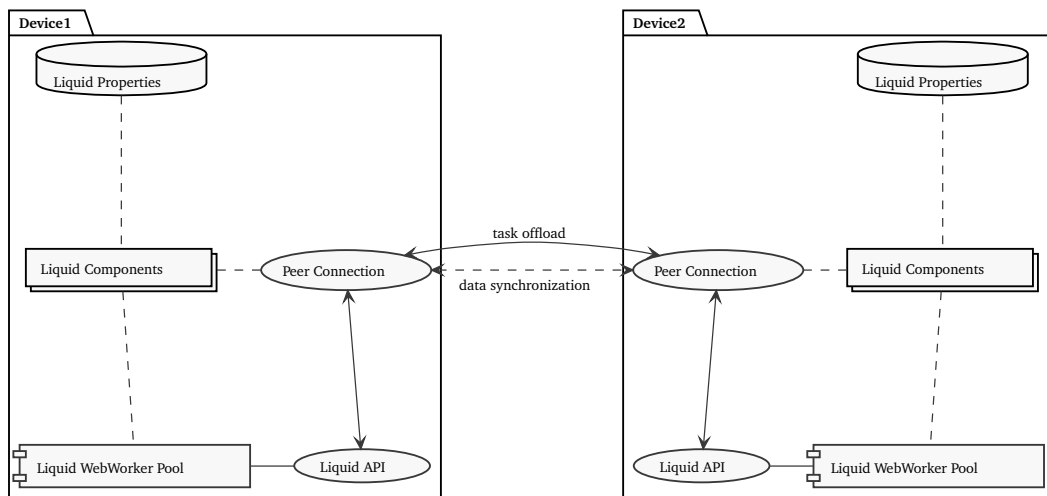 Device1
Device2
Liquid Properties
Liquid Properties
task offload
Liquid Components
Peer Connection
Peer Connection
Liquid Components
data synchronization
Liquid WebWorker Pool
Liquid API
Liquid API
Liquid WebWorker Pool